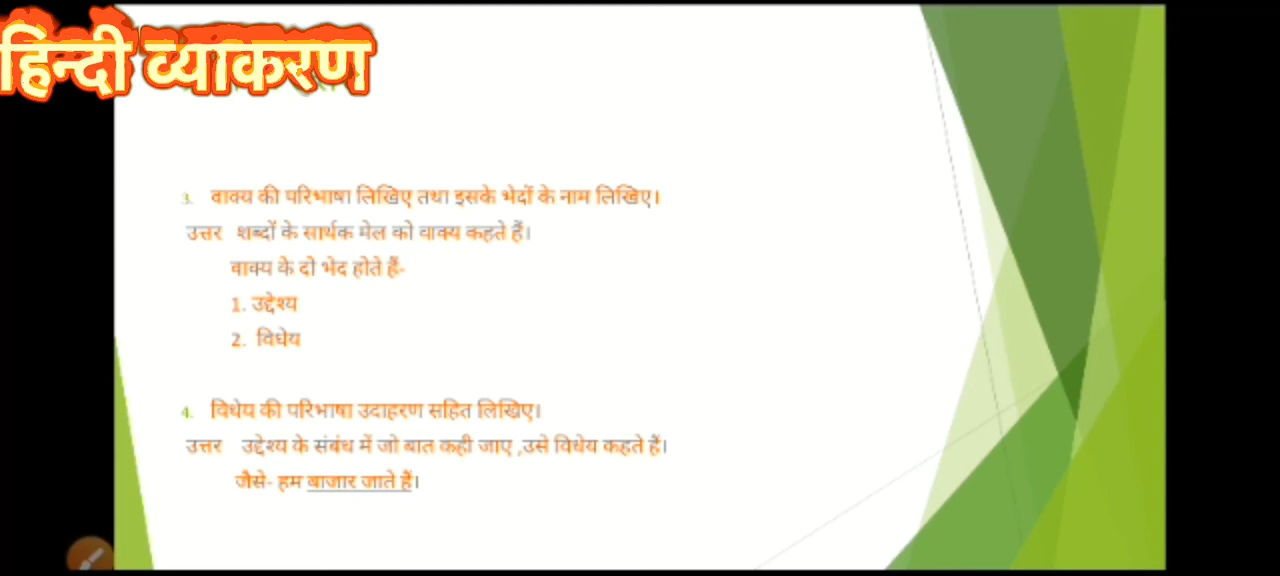 हिन्दी व्याकरण
3. वाक्य की परिभाषा लिखिए तथा इसके भेदों के नाम लिखिए।
उत्तर शब्दों के सार्थक मेल को वाक्य कहते हैं।
वाक्य के दो भेद होते हैं-
1. उद्देश्य
2. विधेय
4. विधेय की परिभाषा उदाहरण सहित लिखिए।
उत्तर उद्देश्य के संबंध में जो बात कही जाए ,उसे विधेय कहते हैं।
जैसे- हम बाजार जाते हैं।